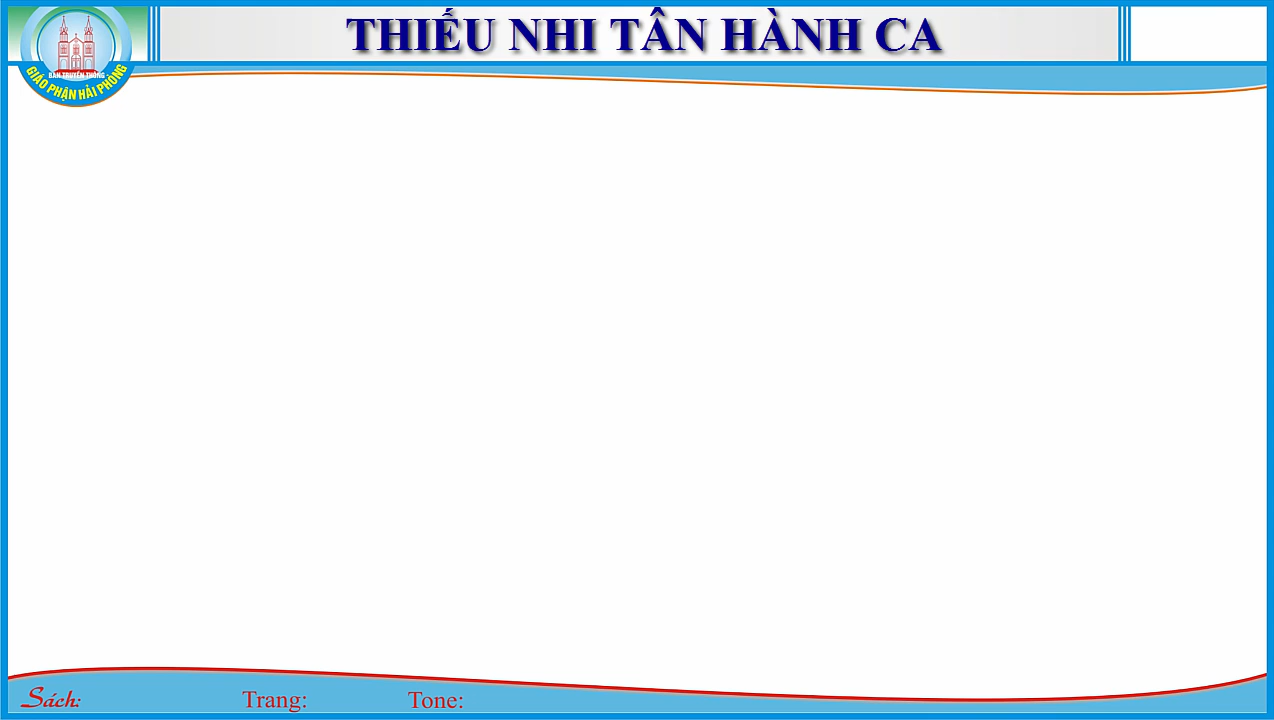 THIẾU NHI TÂN HÀNH CA
BAN TRUYỀN THÔNG
GIÁO PHẬN HẢI PHÒNG
Sách: Trang: Tone: